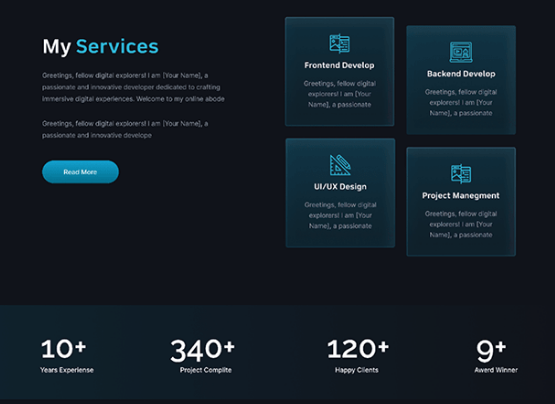 My Services
Greetings, fellow digital explorers! I am [Your Name], a
passionate and innovative developer dedicated to crafting
immersive digital experiences. Welcome to my online abode
Greetings, fellow digital explorers! I am [Your Name], a
passionate and innovative develope
Read More
Frontend Develop
Greetings, fellow digital
explorers! I am [Your
Name], a passionate
Backend Develop
Greetings, fellow digital
explorers! I am [Your
Name], a passionate
UI/UX Design
Greetings, fellow digital
explorers! I am [Your
Name], a passionate
Project Managment
Greetings, fellow digital
explorers! I am [Your
Name], a passionate
10+
Years Experiense
340+
Project Complite
120+
Happy Clients
9+
Award Winner